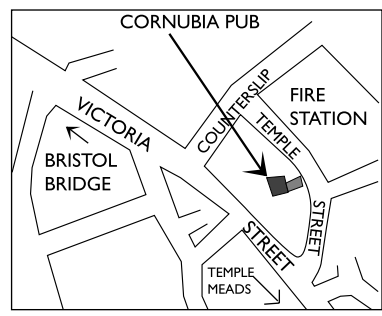 CORNUBIA PUB
COUNTERSLIP
FIRE
STATION
VICTORIA
TEMPLE
BRISTOL
BRIDGE
STREET
STREET
TEMPLE
MEADS